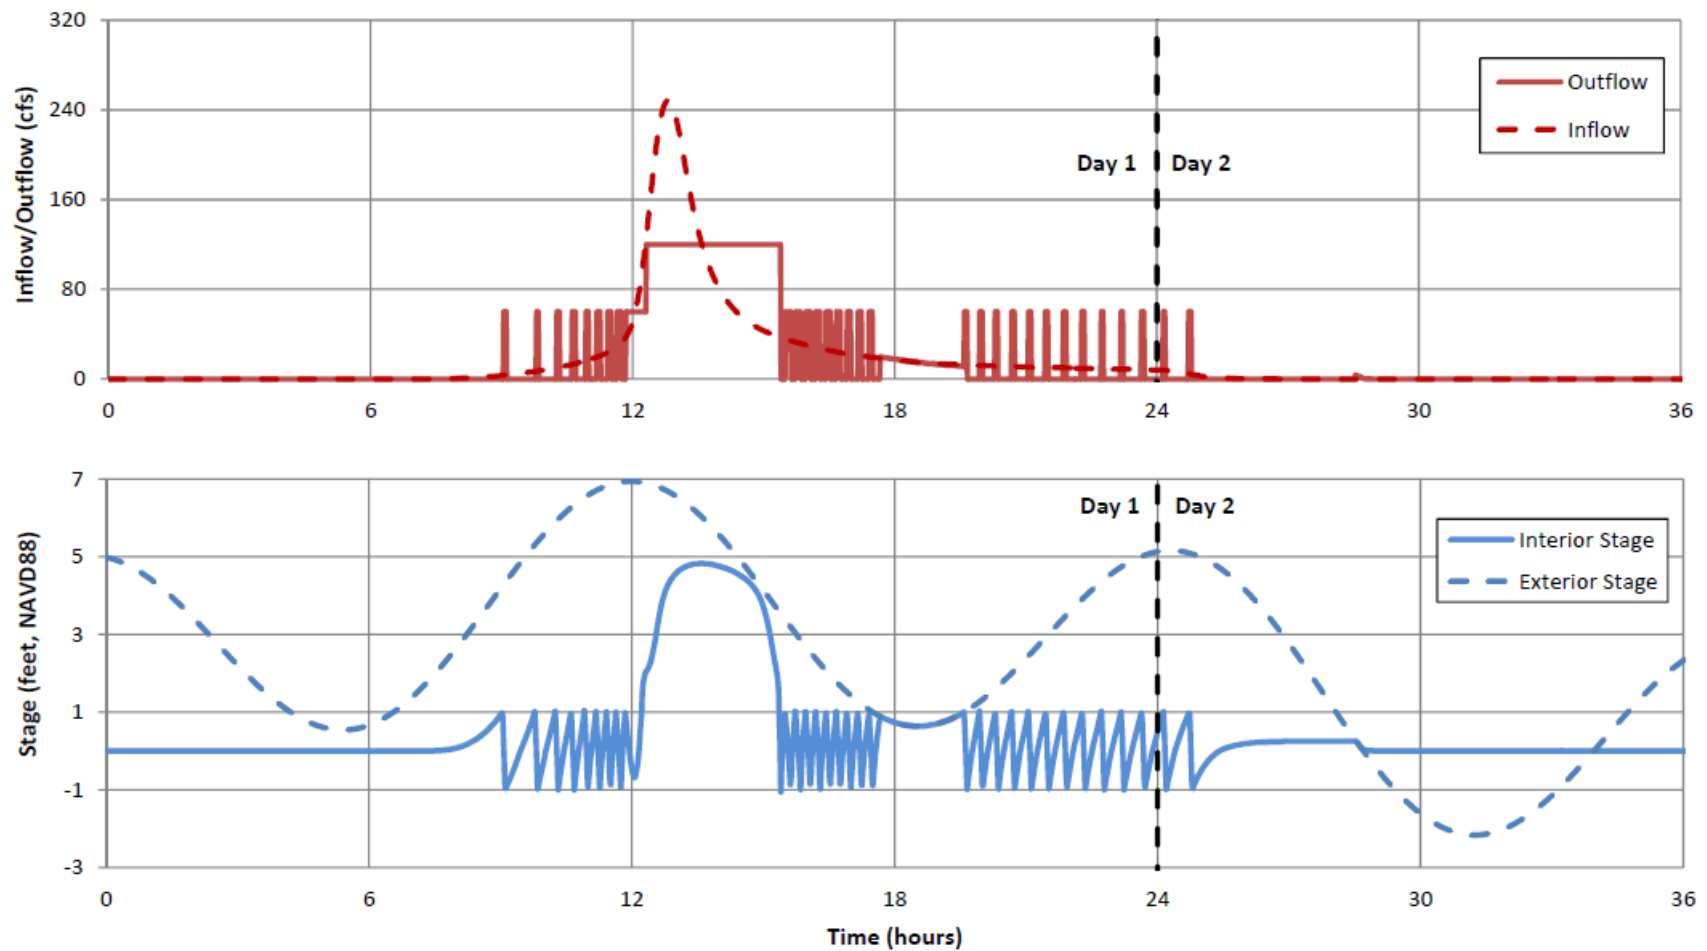 Inflow/Outflow (cfs)
320
240
160
80
0
Day 1
Day 2
Outflow
Inflow
0
6
12
18
24
30
36
Stage (feet, NAVD88)
7
5
3
1
-1
-3
Day 1
Day 2
Interior Stage
Exterior Stage
0
6
12
18
24
30
36
Time (hours)